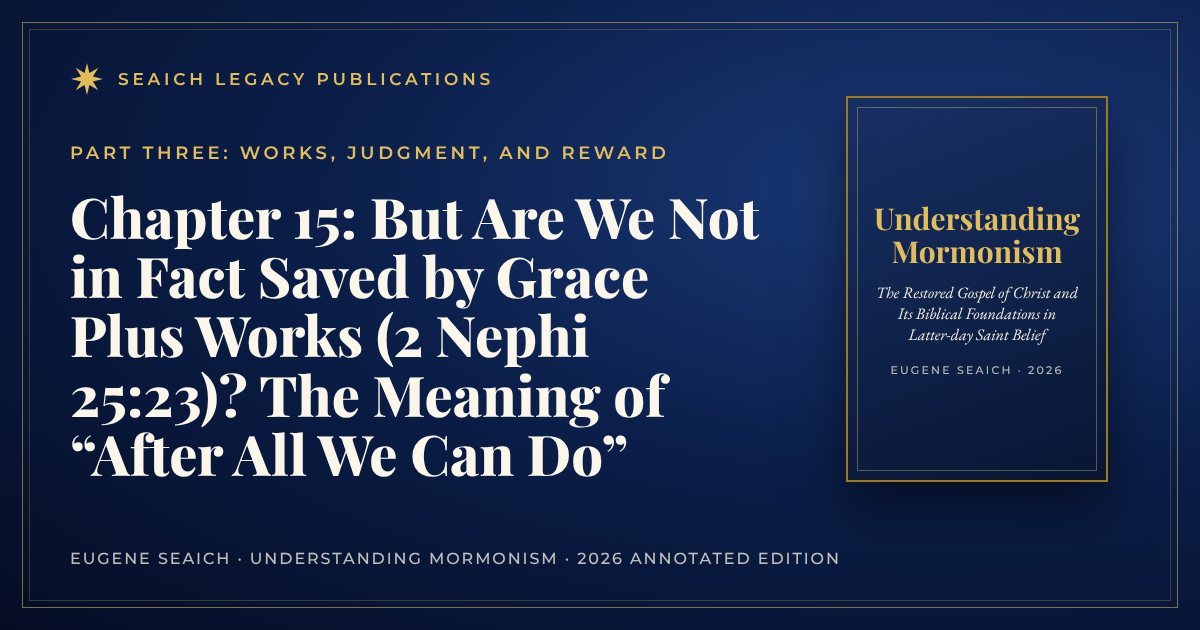 SEAICH LEGACY PUBLICATIONS
PART THREE: WORKS, JUDGMENT, AND REWARD
Chapter 15: But Are We Not
in Fact Saved by Grace
Plus Works (2 Nephi
25:23)? The Meaning of
“After All We Can Do”
EUGENE SEAICH · UNDERSTANDING MORMONISM · 2026 ANNOTATED EDITION
Understanding
Mormonism
The Restored Gospel of Christ and
Its Biblical Foundations in
Latter-day Saint Belief
EUGENE SEAICH · 2026